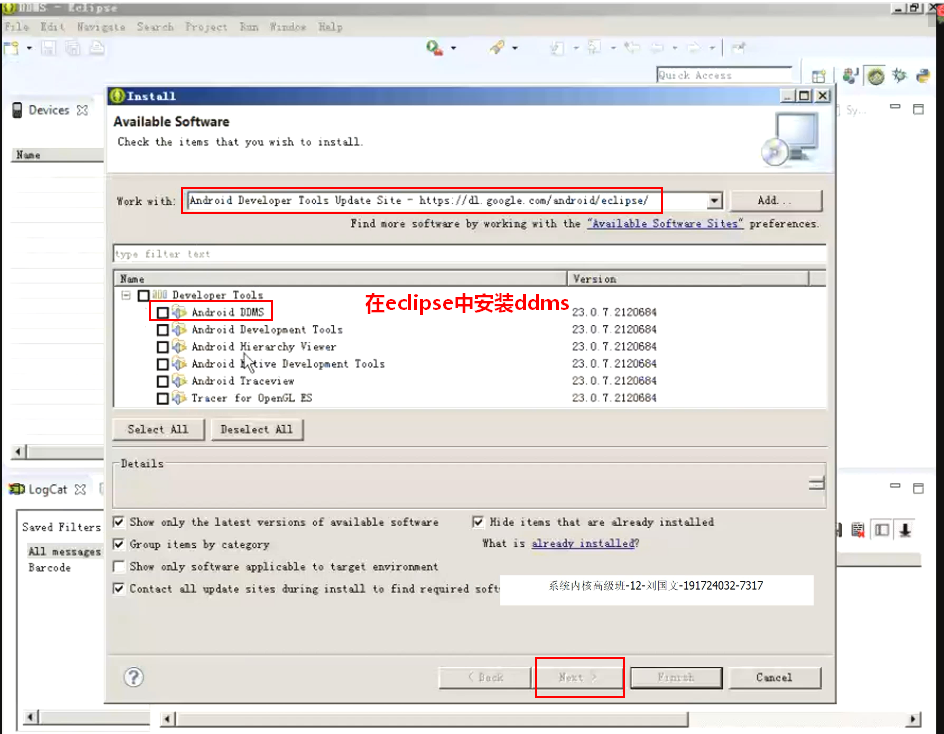 DDMS - Eclipse
File Edit Navigate Search Project Run Window Help
Quick Access
Devices
Sy...
Name
Install
Available Software
Check the items that you wish to install.
Work with: Android Developer Tools Update Site - https://dl.google.com/android/eclipse/ Add...
Find more software by working with the "Available Software Sites" preferences.
type filter text
Name Version
Developer Tools
在eclipse中安装ddms
Android DDMS 23.0.7.2120684
Android Development Tools 23.0.7.2120684
Android Hierarchy Viewer 23.0.7.2120684
Android Native Development Tools 23.0.7.2120684
Android Traceview 23.0.7.2120684
Tracer for OpenGL ES 23.0.7.2120684
Select All Deselect All
Details
LogCat
Saved Filters
All messages
Barcode
Show only the latest versions of available software Hide items that are already installed
Group items by category What is already installed?
Show only software applicable to target environment
Contact all update sites during install to find required
系统内核高级班-12-刘国文-191724032-7317
? < Back Next > Finish Cancel